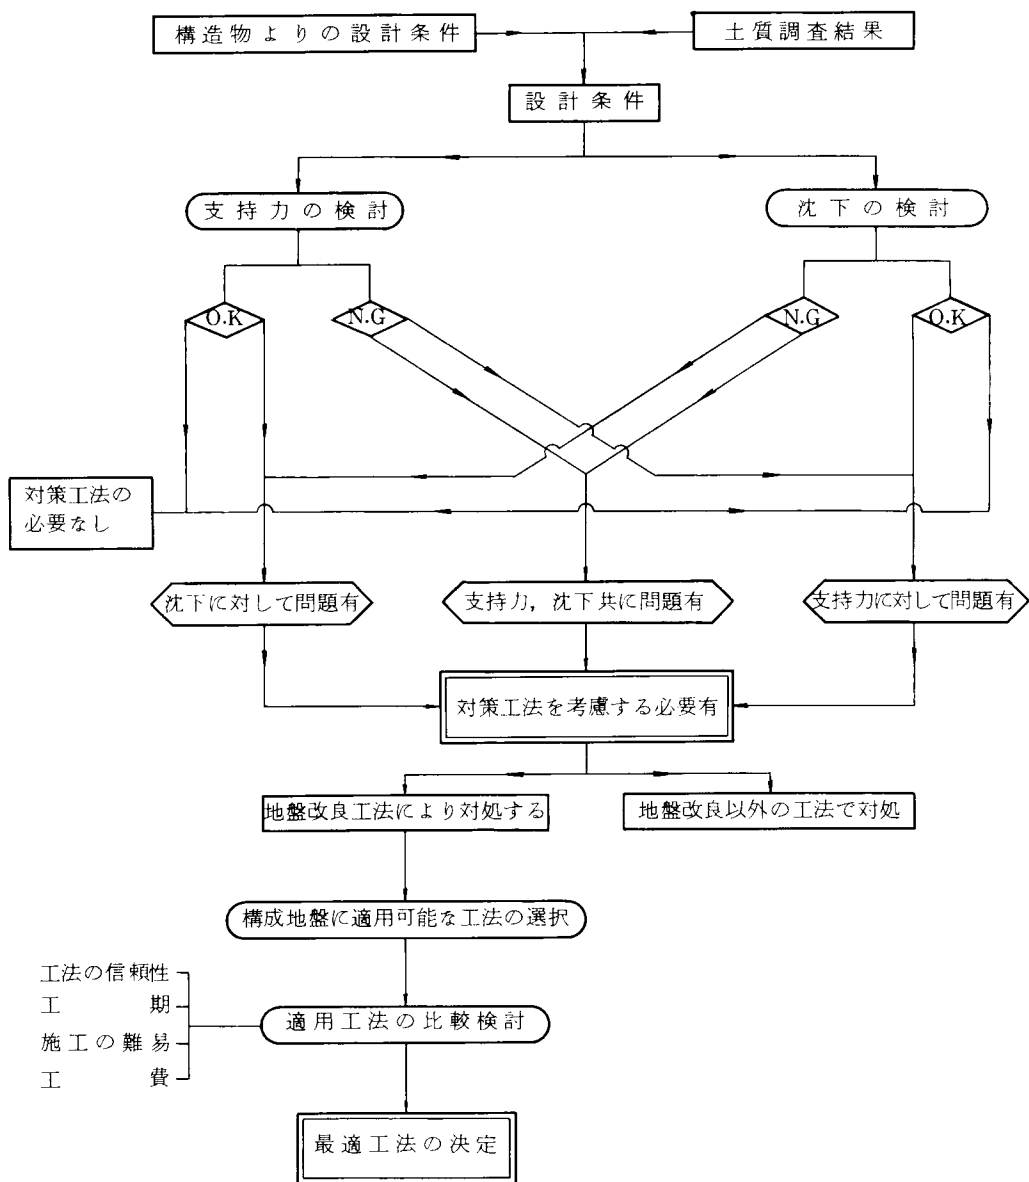 構造物よりの設計条件
土質調査結果
設計条件
支持力の検討
沈下の検討
O.K
N.G
N.G
O.K
対策工法の
必要なし
沈下に対して問題有
支持力，沈下共に問題有
支持力に対して問題有
対策工法を考慮する必要有
地盤改良工法により対処する
地盤改良以外の工法で対処
構成地盤に適用可能な工法の選択
工法の信頼性
工期
施工の難易
工費
適用工法の比較検討
最適工法の決定